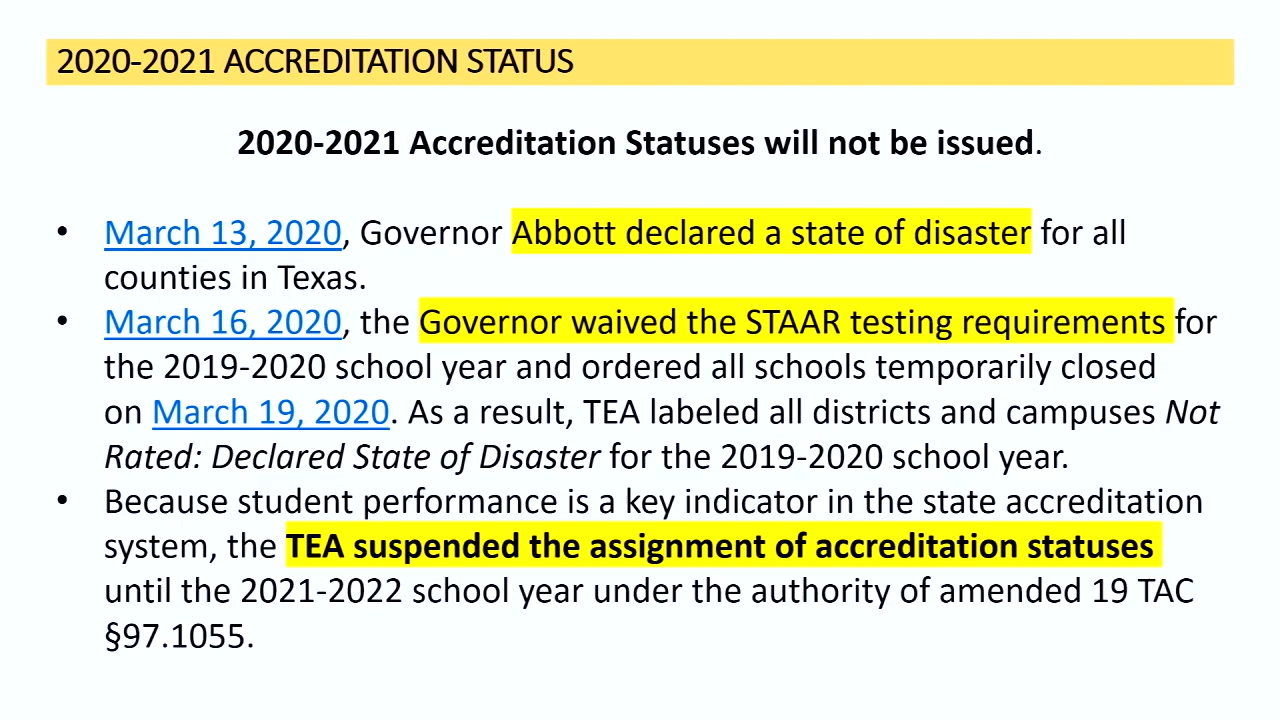 2020-2021 ACCREDITATION STATUS
2020-2021 Accreditation Statuses will not be issued.
• March 13, 2020, Governor Abbott declared a state of disaster for all
counties in Texas.
• March 16, 2020, the Governor waived the STAAR testing requirements for
the 2019-2020 school year and ordered all schools temporarily closed
on March 19, 2020. As a result, TEA labeled all districts and campuses Not
Rated: Declared State of Disaster for the 2019-2020 school year.
• Because student performance is a key indicator in the state accreditation
system, the TEA suspended the assignment of accreditation statuses
until the 2021-2022 school year under the authority of amended 19 TAC
§97.1055.